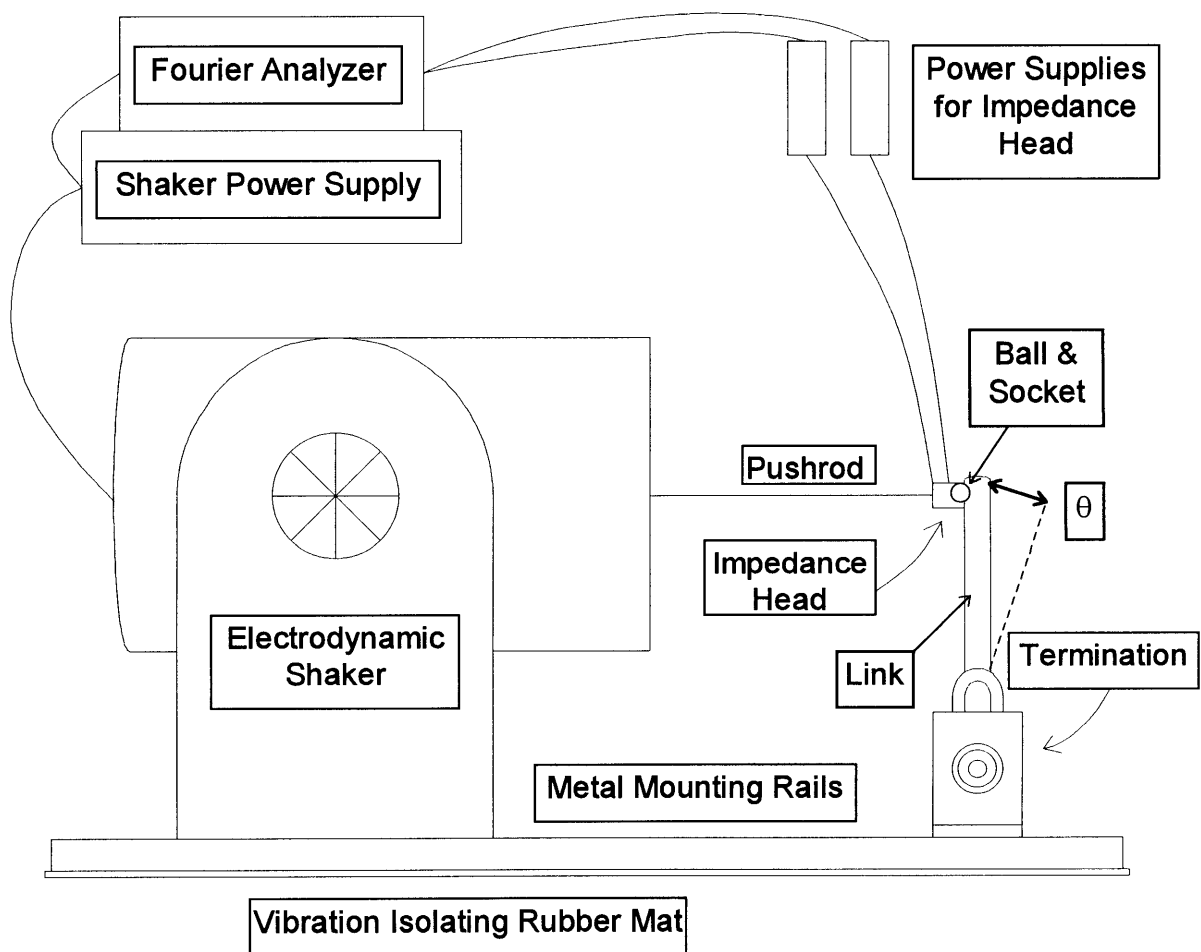 Fourier Analyzer
Shaker Power Supply
Power Supplies
for Impedance
Head
Ball &
Socket
Pushrod
θ
Impedance
Head
Electrodynamic
Shaker
Link
Termination
Metal Mounting Rails
Vibration Isolating Rubber Mat